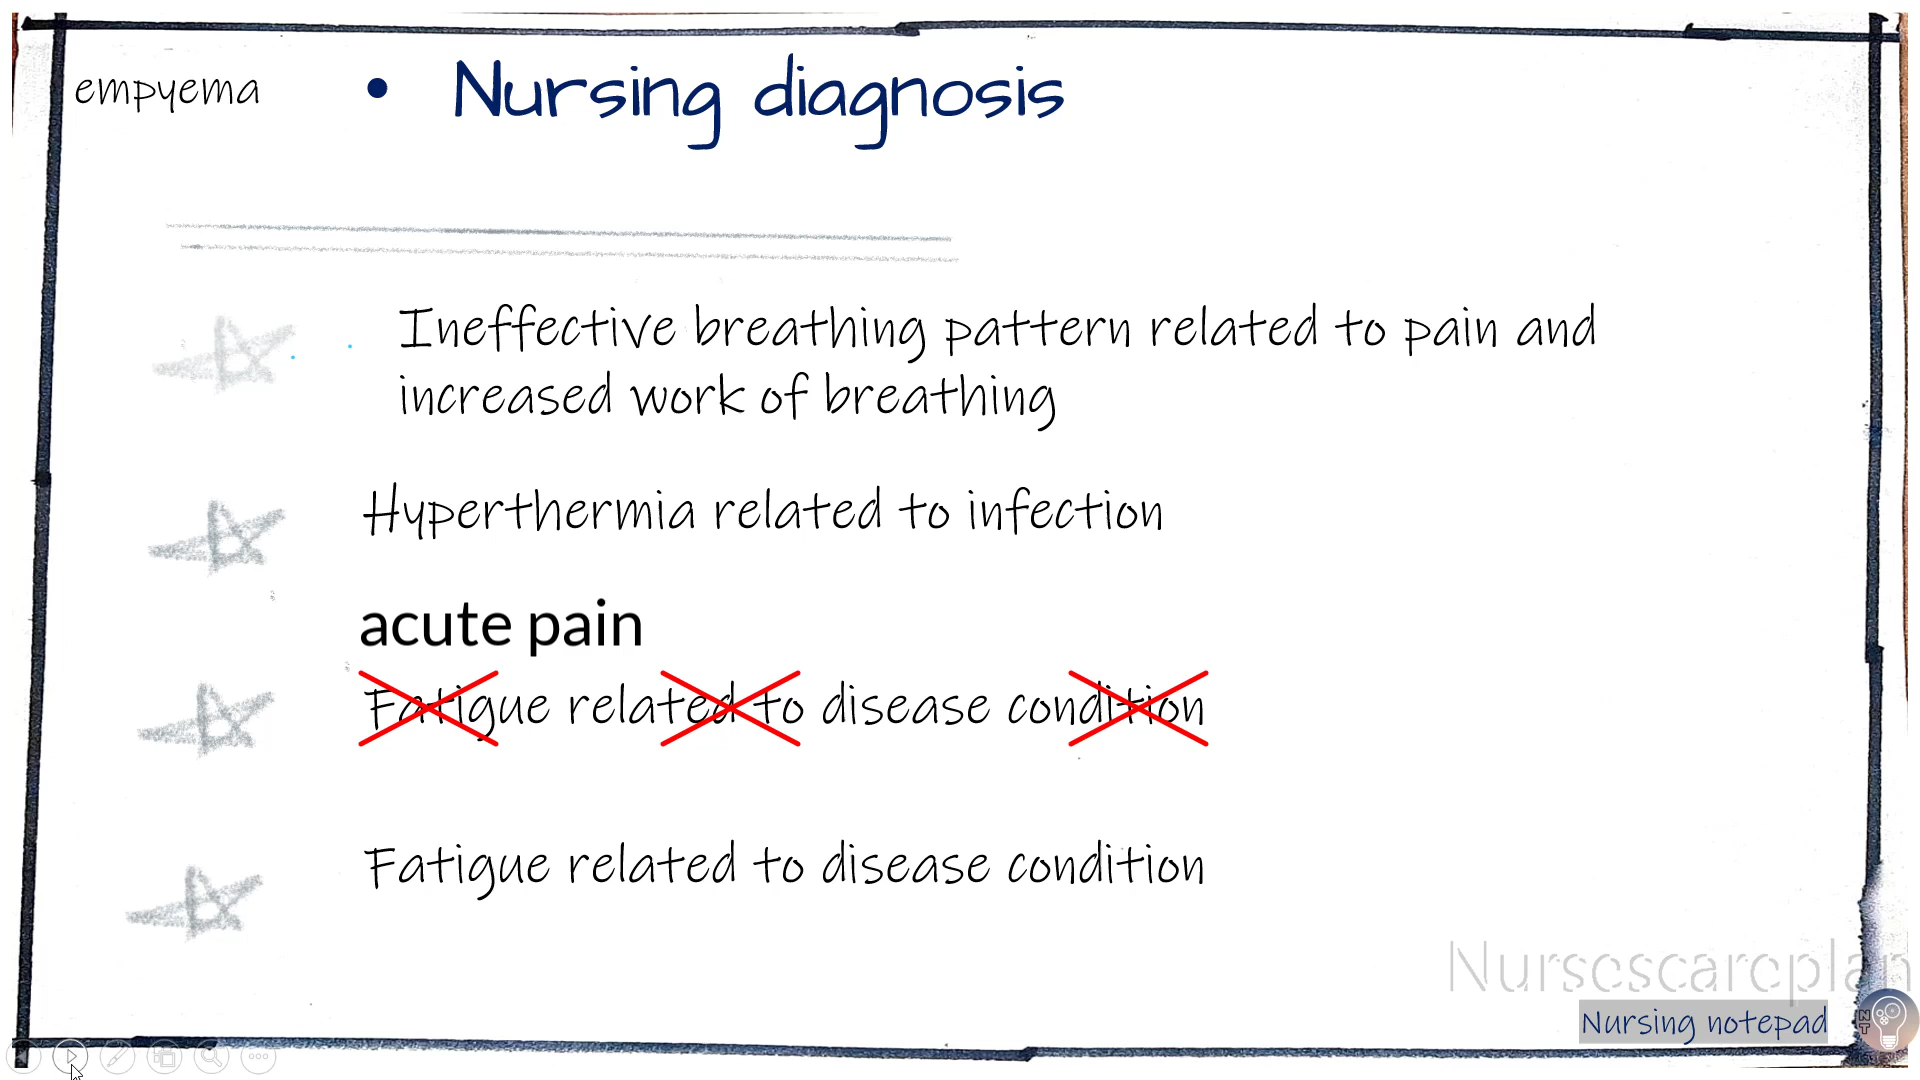 empyema
• Nursing diagnosis
Ineffective breathing pattern related to pain and
increased work of breathing
Hyperthermia related to infection
acute pain
Fatigue related to disease condition
Fatigue related to disease condition
Nursescareplan
Nursing notepad
NT